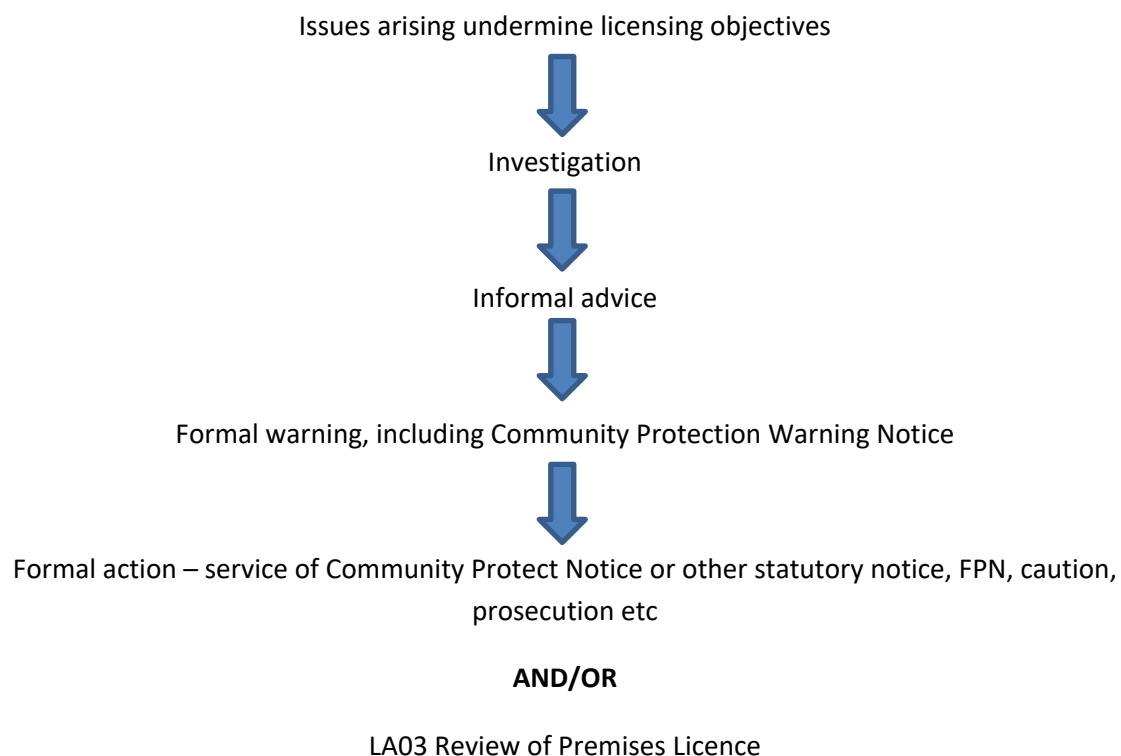 Issues arising undermine licensing objectives
Investigation
Informal advice
Formal warning, including Community Protection Warning Notice
Formal action – service of Community Protect Notice or other statutory notice, FPN, caution,
prosecution etc
AND/OR
LA03 Review of Premises Licence